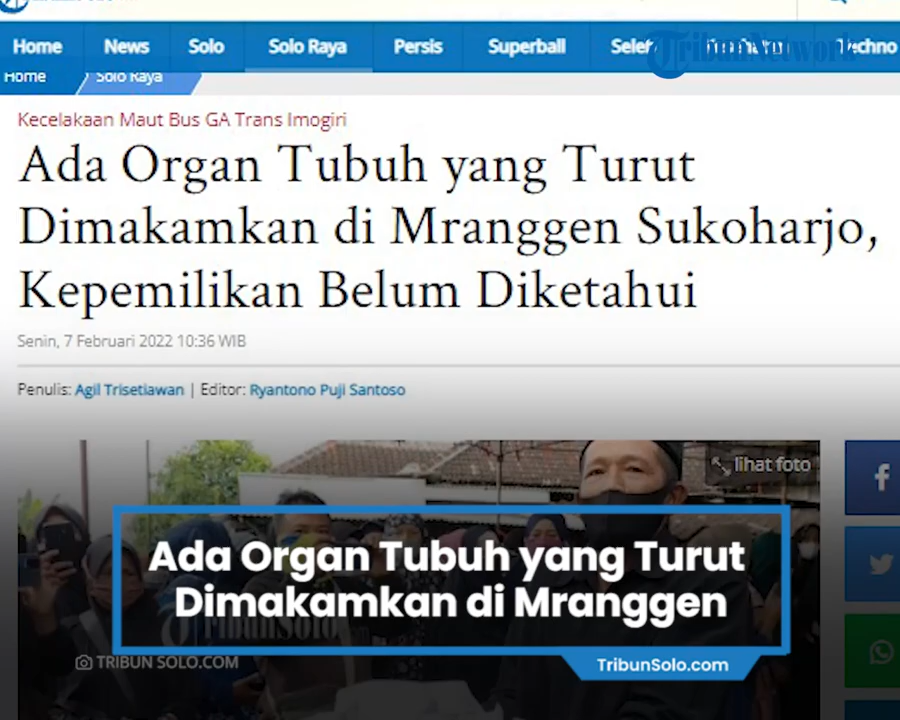 Home News Solo Solo Raya Persis Superball
TribunNetwork
Home Solo Raya
Kecelakaan Maut Bus GA Trans Imogiri
Ada Organ Tubuh yang Turut
Dimakamkan di Mranggen Sukoharjo,
Kepemilikan Belum Diketahui
Senin, 7 Februari 2022 10:36 WIB
Penulis: Agil Trisetiawan | Editor: Ryantono Puji Santoso
lihat foto
Ada Organ Tubuh yang Turut
Dimakamkan di Mranggen
TribunSolo
TRIBUN SOLO.COM
TribunSolo.com